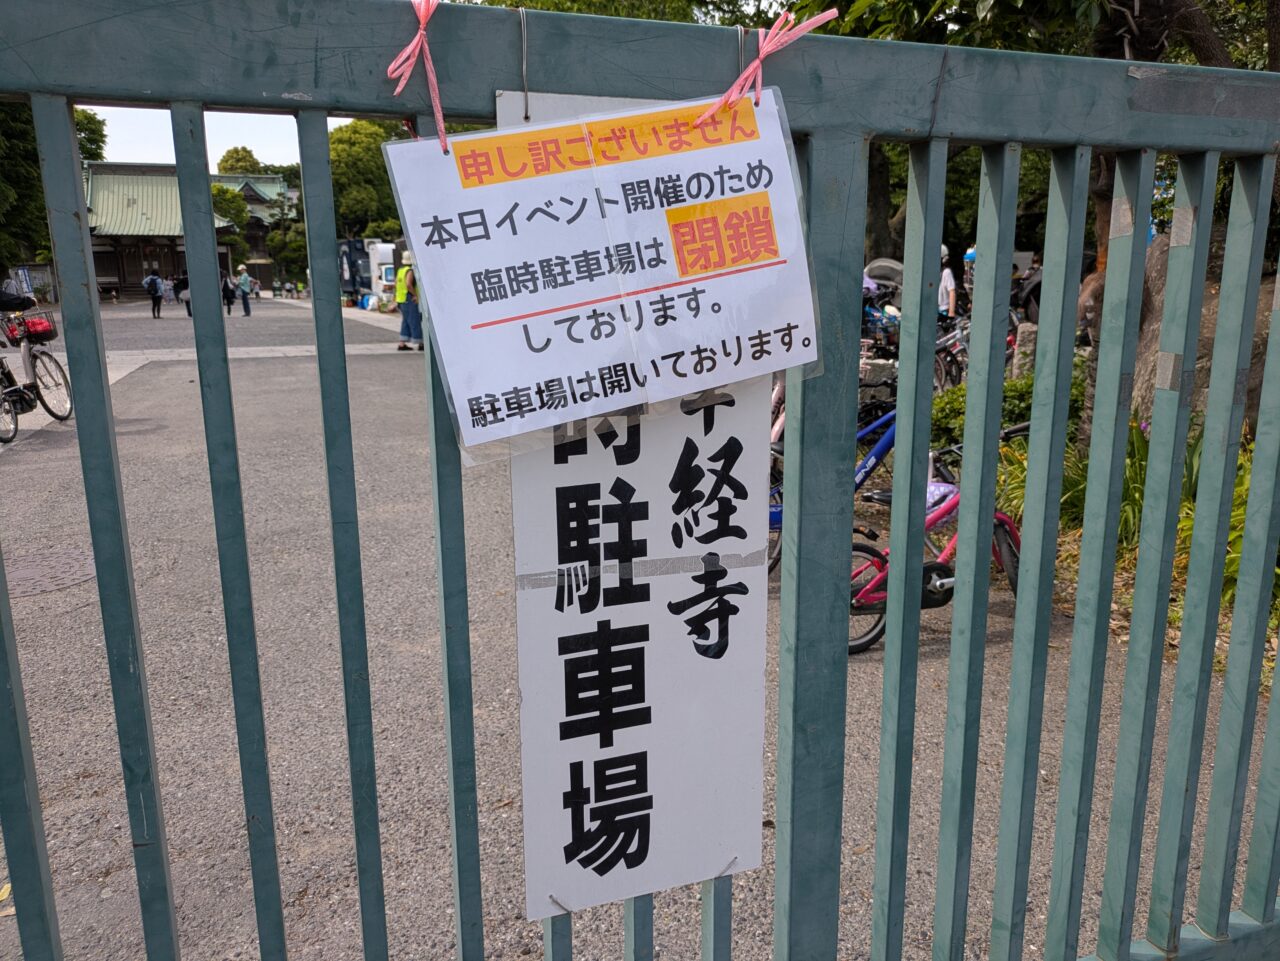 申し訳ございません
本日イベント開催のため
臨時駐車場は閉鎖
しております。
駐車場は開いております。
経寺
時駐車場